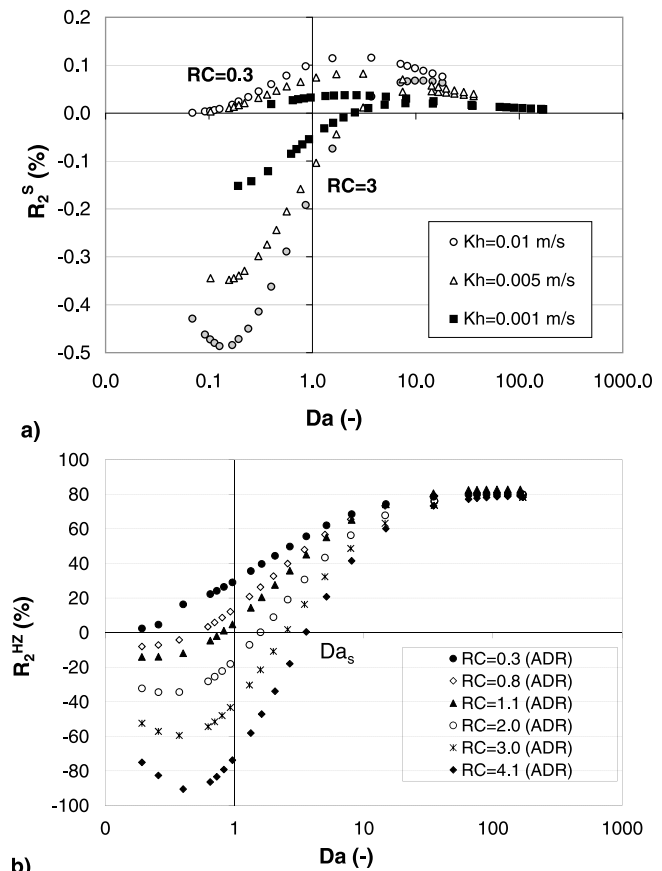 0.2
0.1
0.0
-0.1
-0.2
-0.3
-0.4
-0.5
R2^S (%)
RC=0.3
RC=3
Kh=0.01 m/s
Kh=0.005 m/s
Kh=0.001 m/s
0.0 0.1 1.0 10.0 100.0 1000.0
Da (-)
a)
100
80
60
40
20
0
-20
-40
-60
-80
-100
R2^HZ (%)
Da_s
RC=0.3 (ADR)
RC=0.8 (ADR)
RC=1.1 (ADR)
RC=2.0 (ADR)
RC=3.0 (ADR)
RC=4.1 (ADR)
0 1 10 100 1000
Da (-)
b)